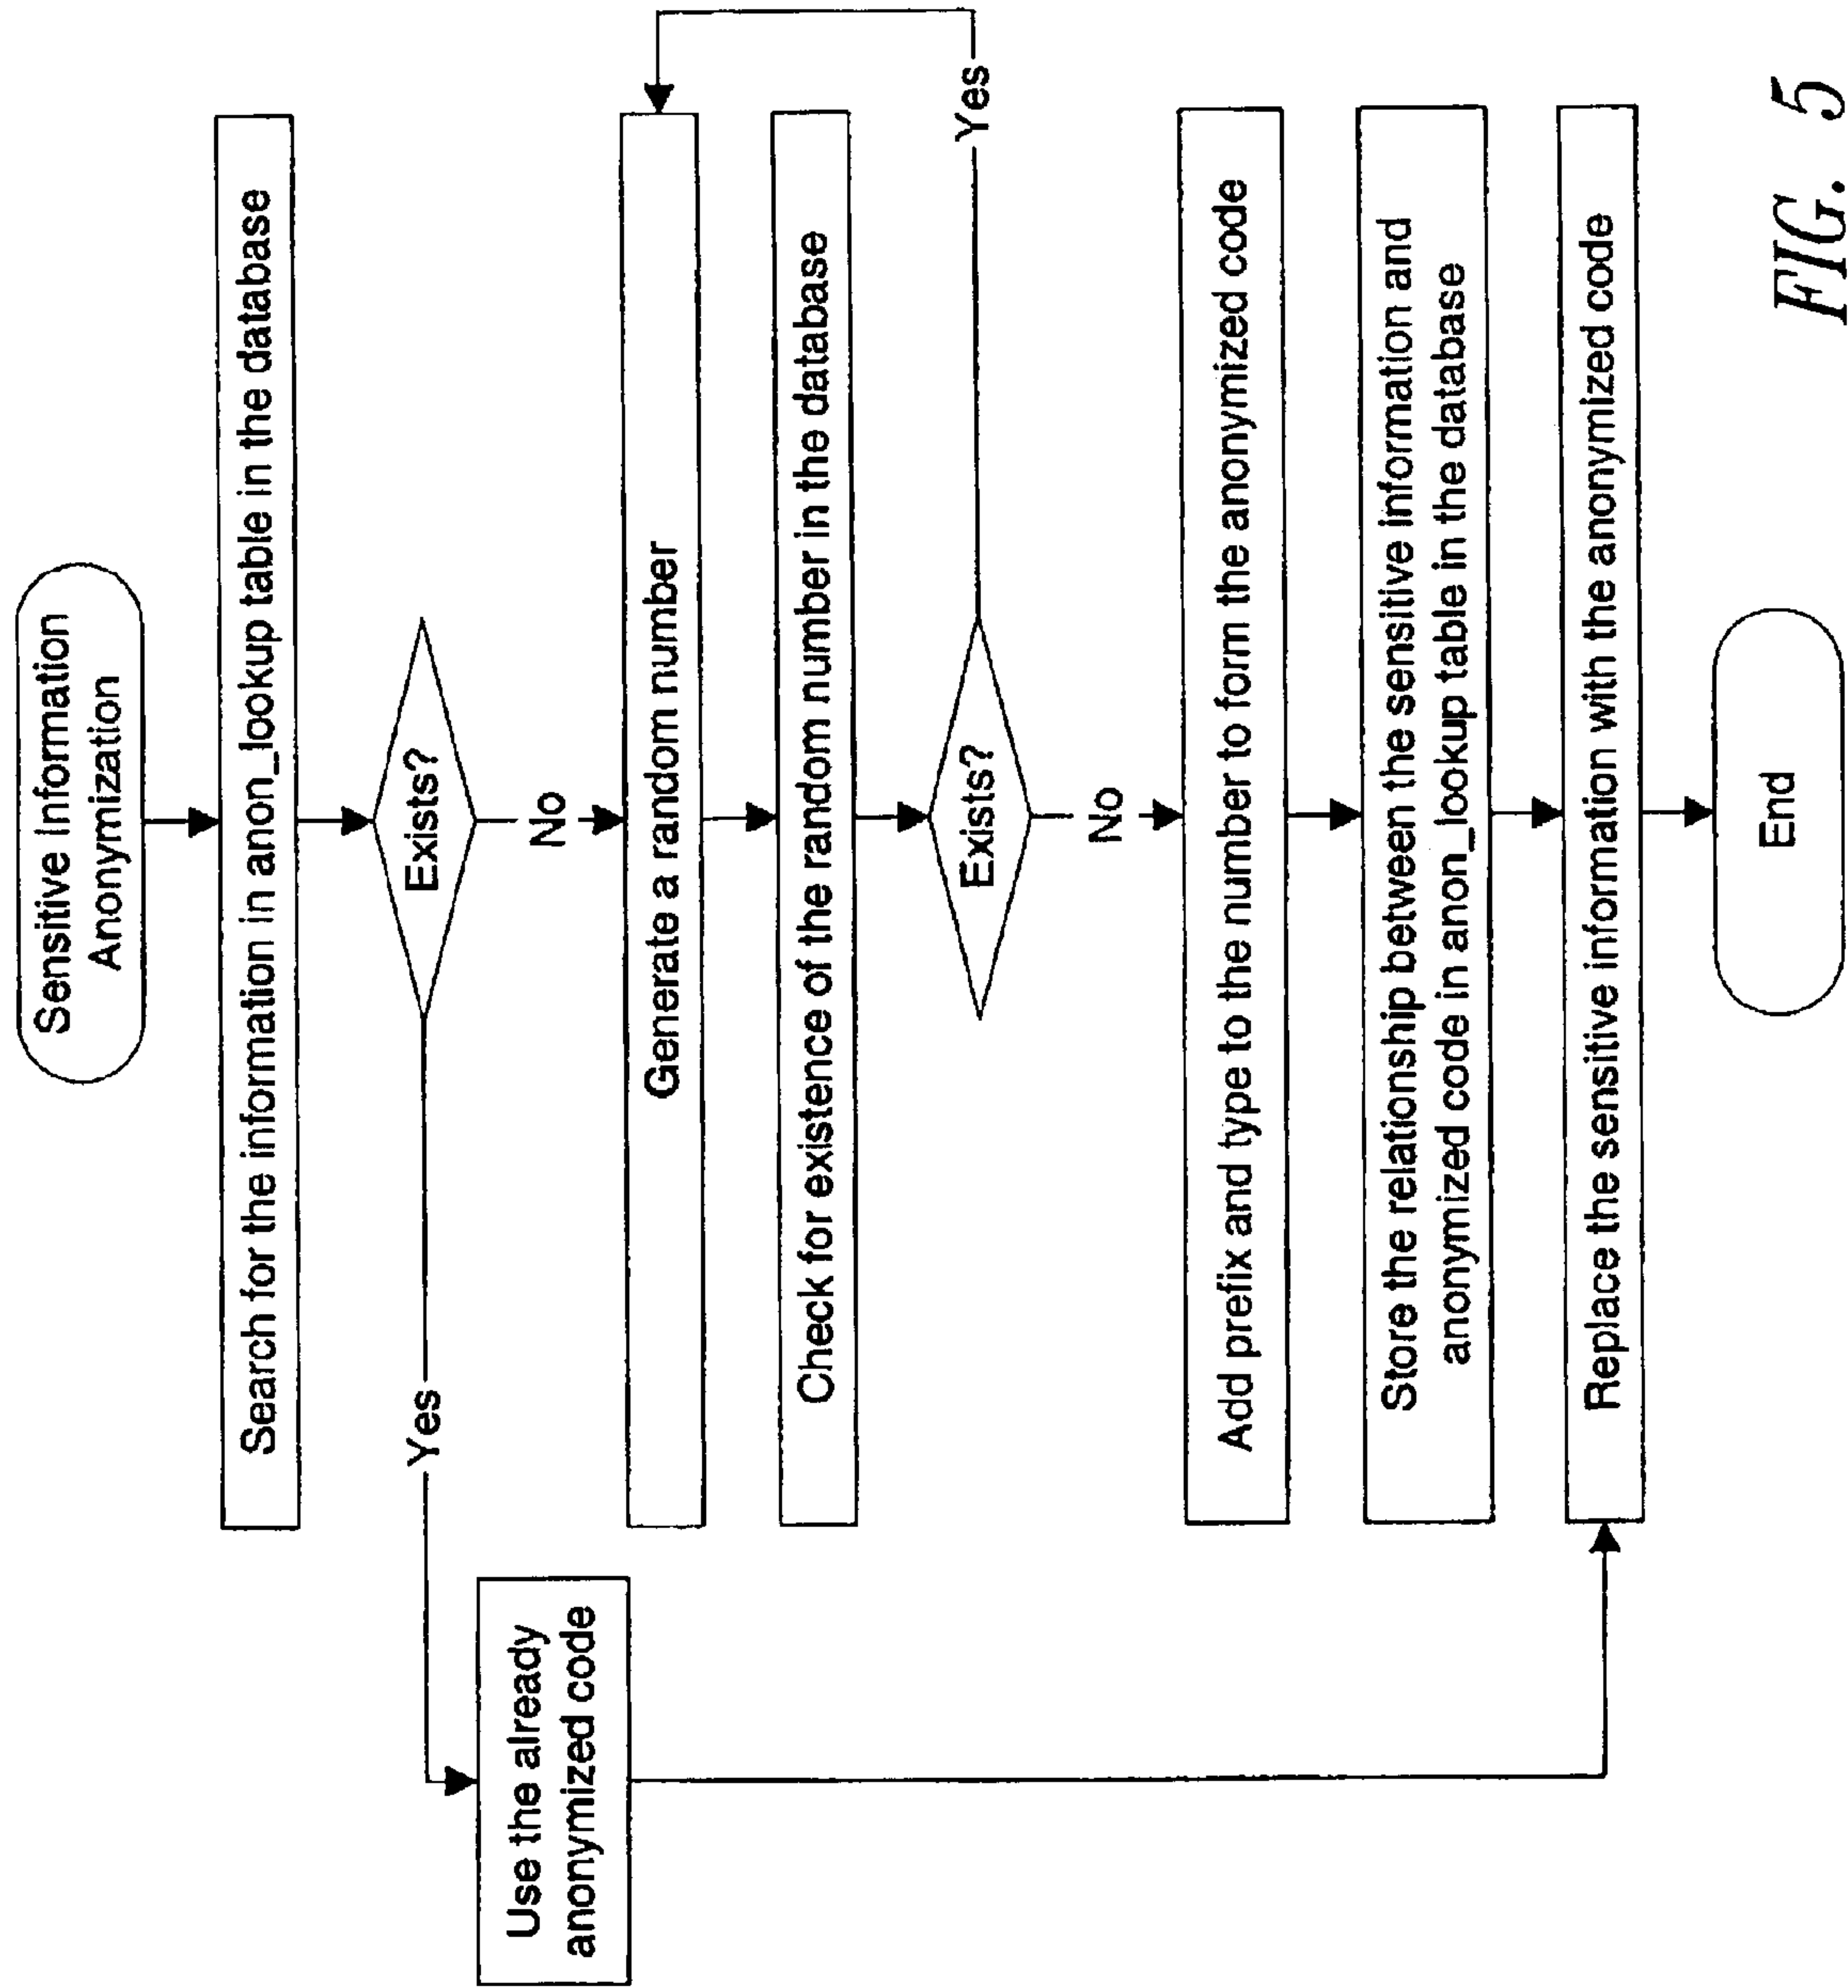 Sensitive Information
Anonymization
Search for the information in anon_lookup table in the database
Exists?
Yes
No
Use the already
anonymized code
Generate a random number
Check for existence of the random number in the database
Exists?
Yes
No
Add prefix and type to the number to form the anonymized code
Store the relationship between the sensitive information and
anonymized code in anon_lookup table in the database
Replace the sensitive information with the anonymized code
End
FIG. 5